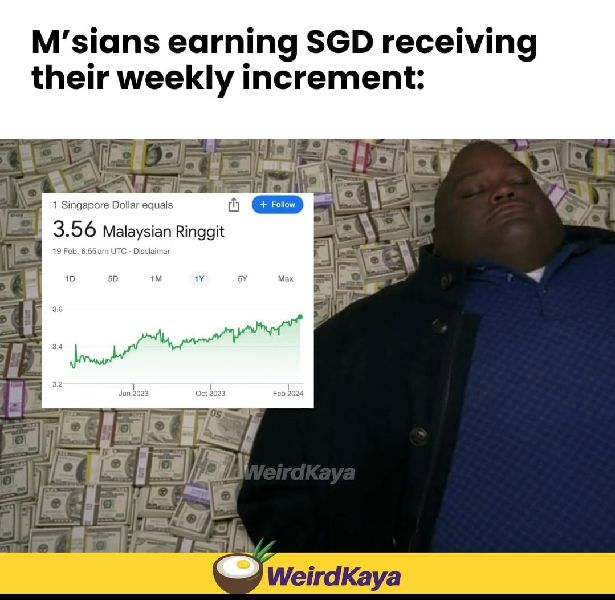 M'sians earning SGD receiving
their weekly increment:
1 Singapore Dollar equals
+ Follow
3.56 Malaysian Ringgit
19 Feb, 6:55 am UTC - Disclaimer
1D 5D 1M 1Y 5Y Max
3.6
3.4
3.2
Jun 2023 Oct 2023 Feb 2024
WeirdKaya
WeirdKaya